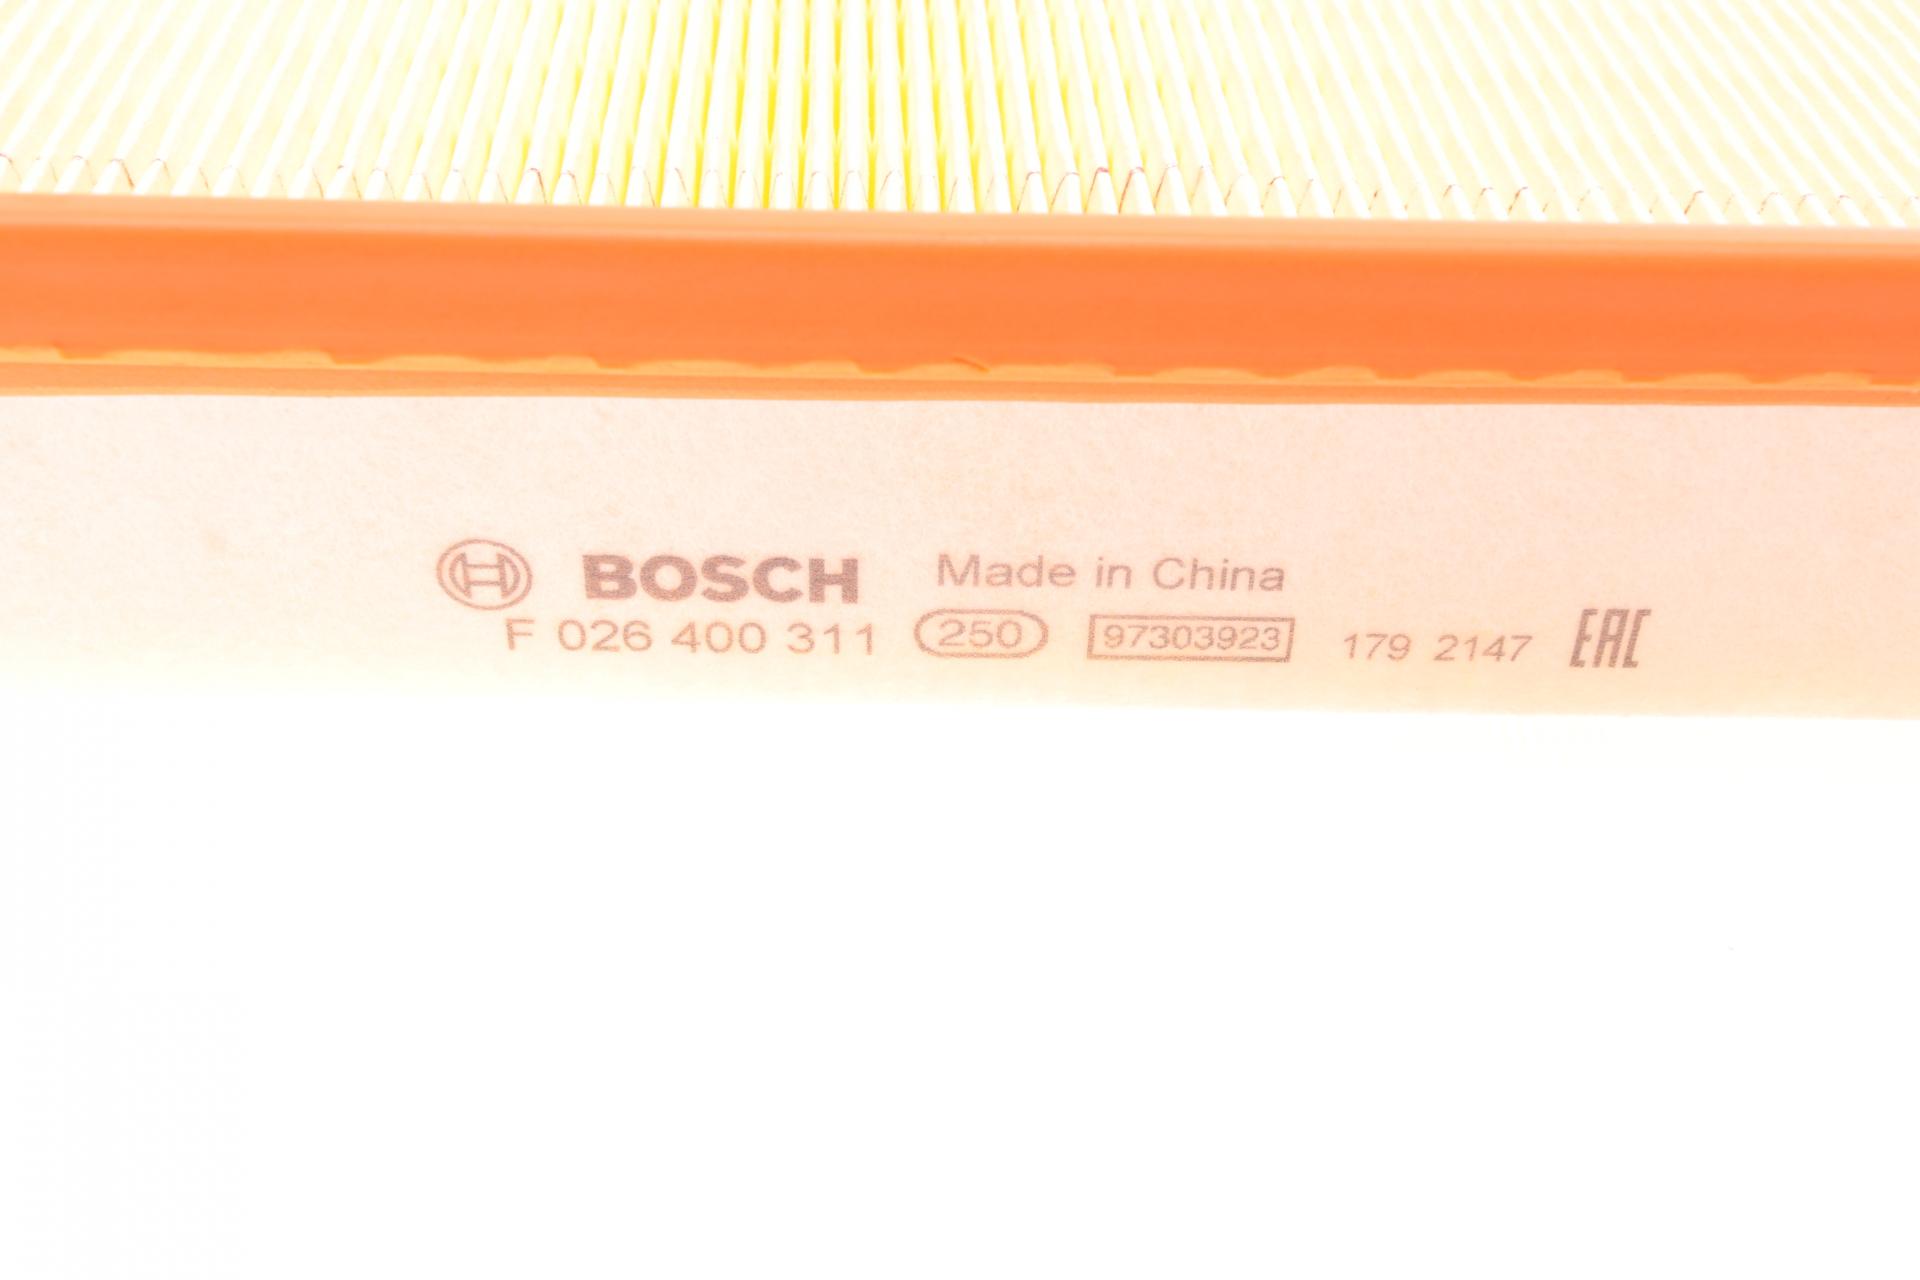 BOSCH Made in China
F 026 400 311 250 97303923 179 2147 EAC